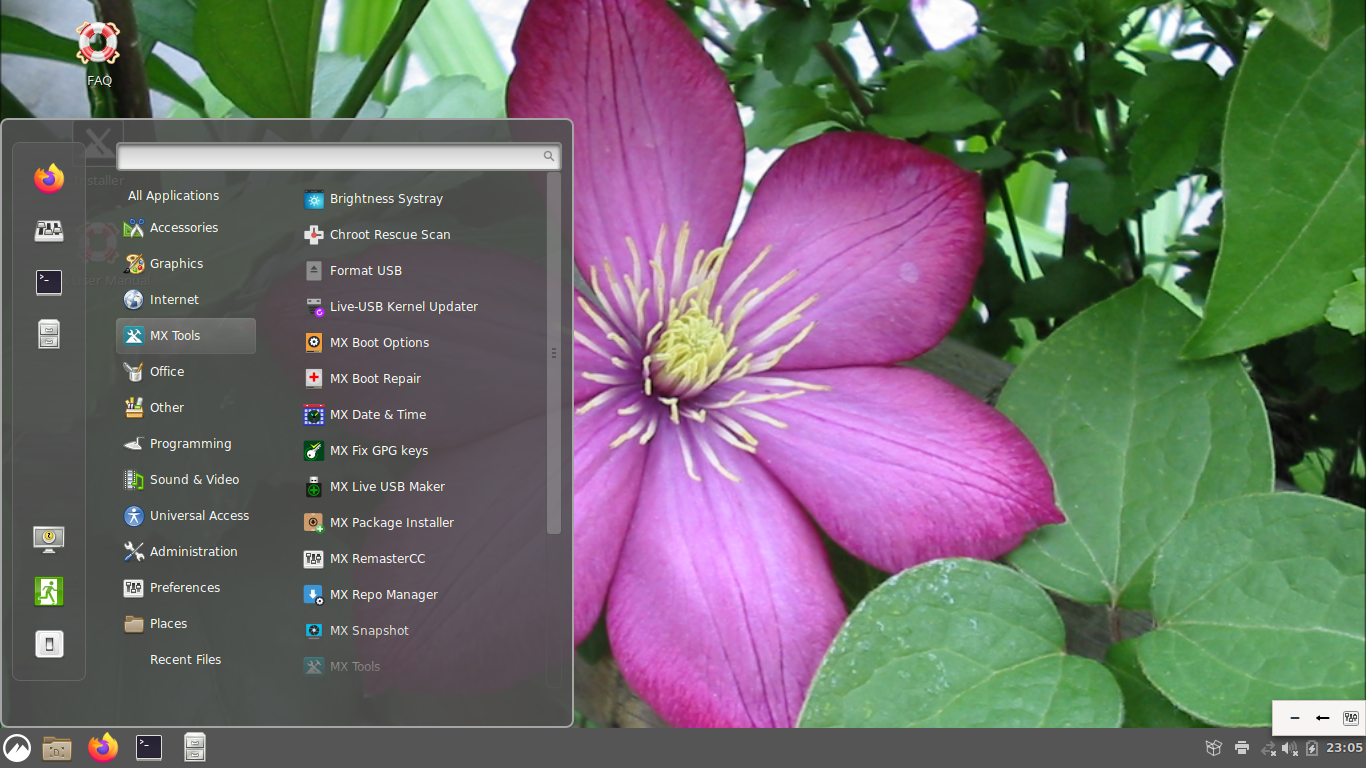 FAQ
Installer
User Manual
All Applications
Accessories
Graphics
Internet
MX Tools
Office
Other
Programming
Sound & Video
Universal Access
Administration
Preferences
Places
Recent Files
Brightness Systray
Chroot Rescue Scan
Format USB
Live-USB Kernel Updater
MX Boot Options
MX Boot Repair
MX Date & Time
MX Fix GPG keys
MX Live USB Maker
MX Package Installer
MX RemasterCC
MX Repo Manager
MX Snapshot
MX Tools
23:05